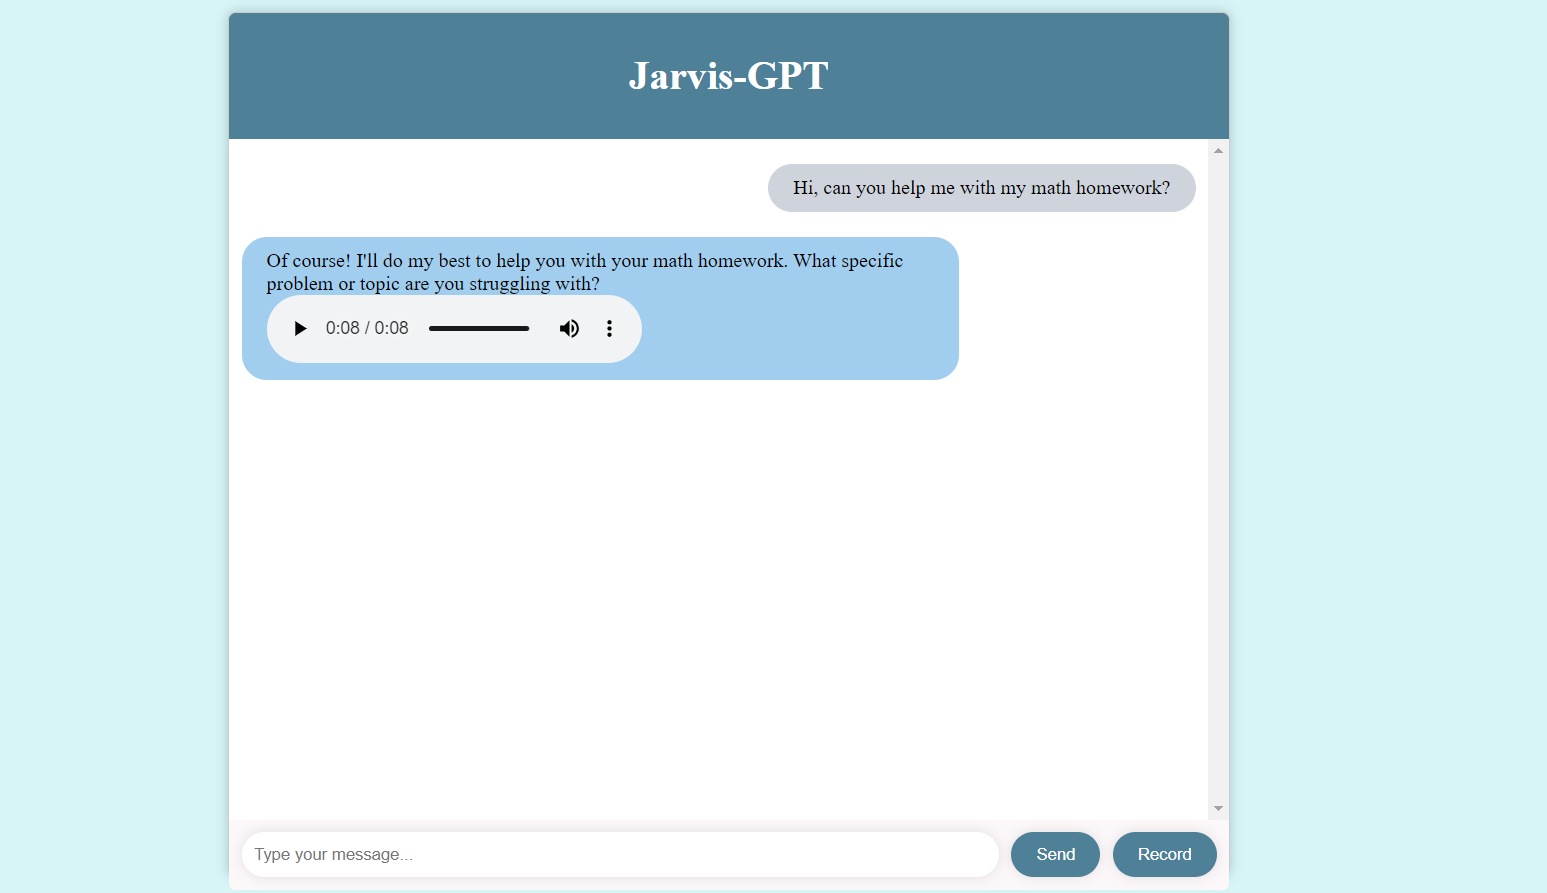 Jarvis-GPT
Hi, can you help me with my math homework?
Of course! I'll do my best to help you with your math homework. What specific
problem or topic are you struggling with?
0:08 / 0:08
Type your message...
Send
Record